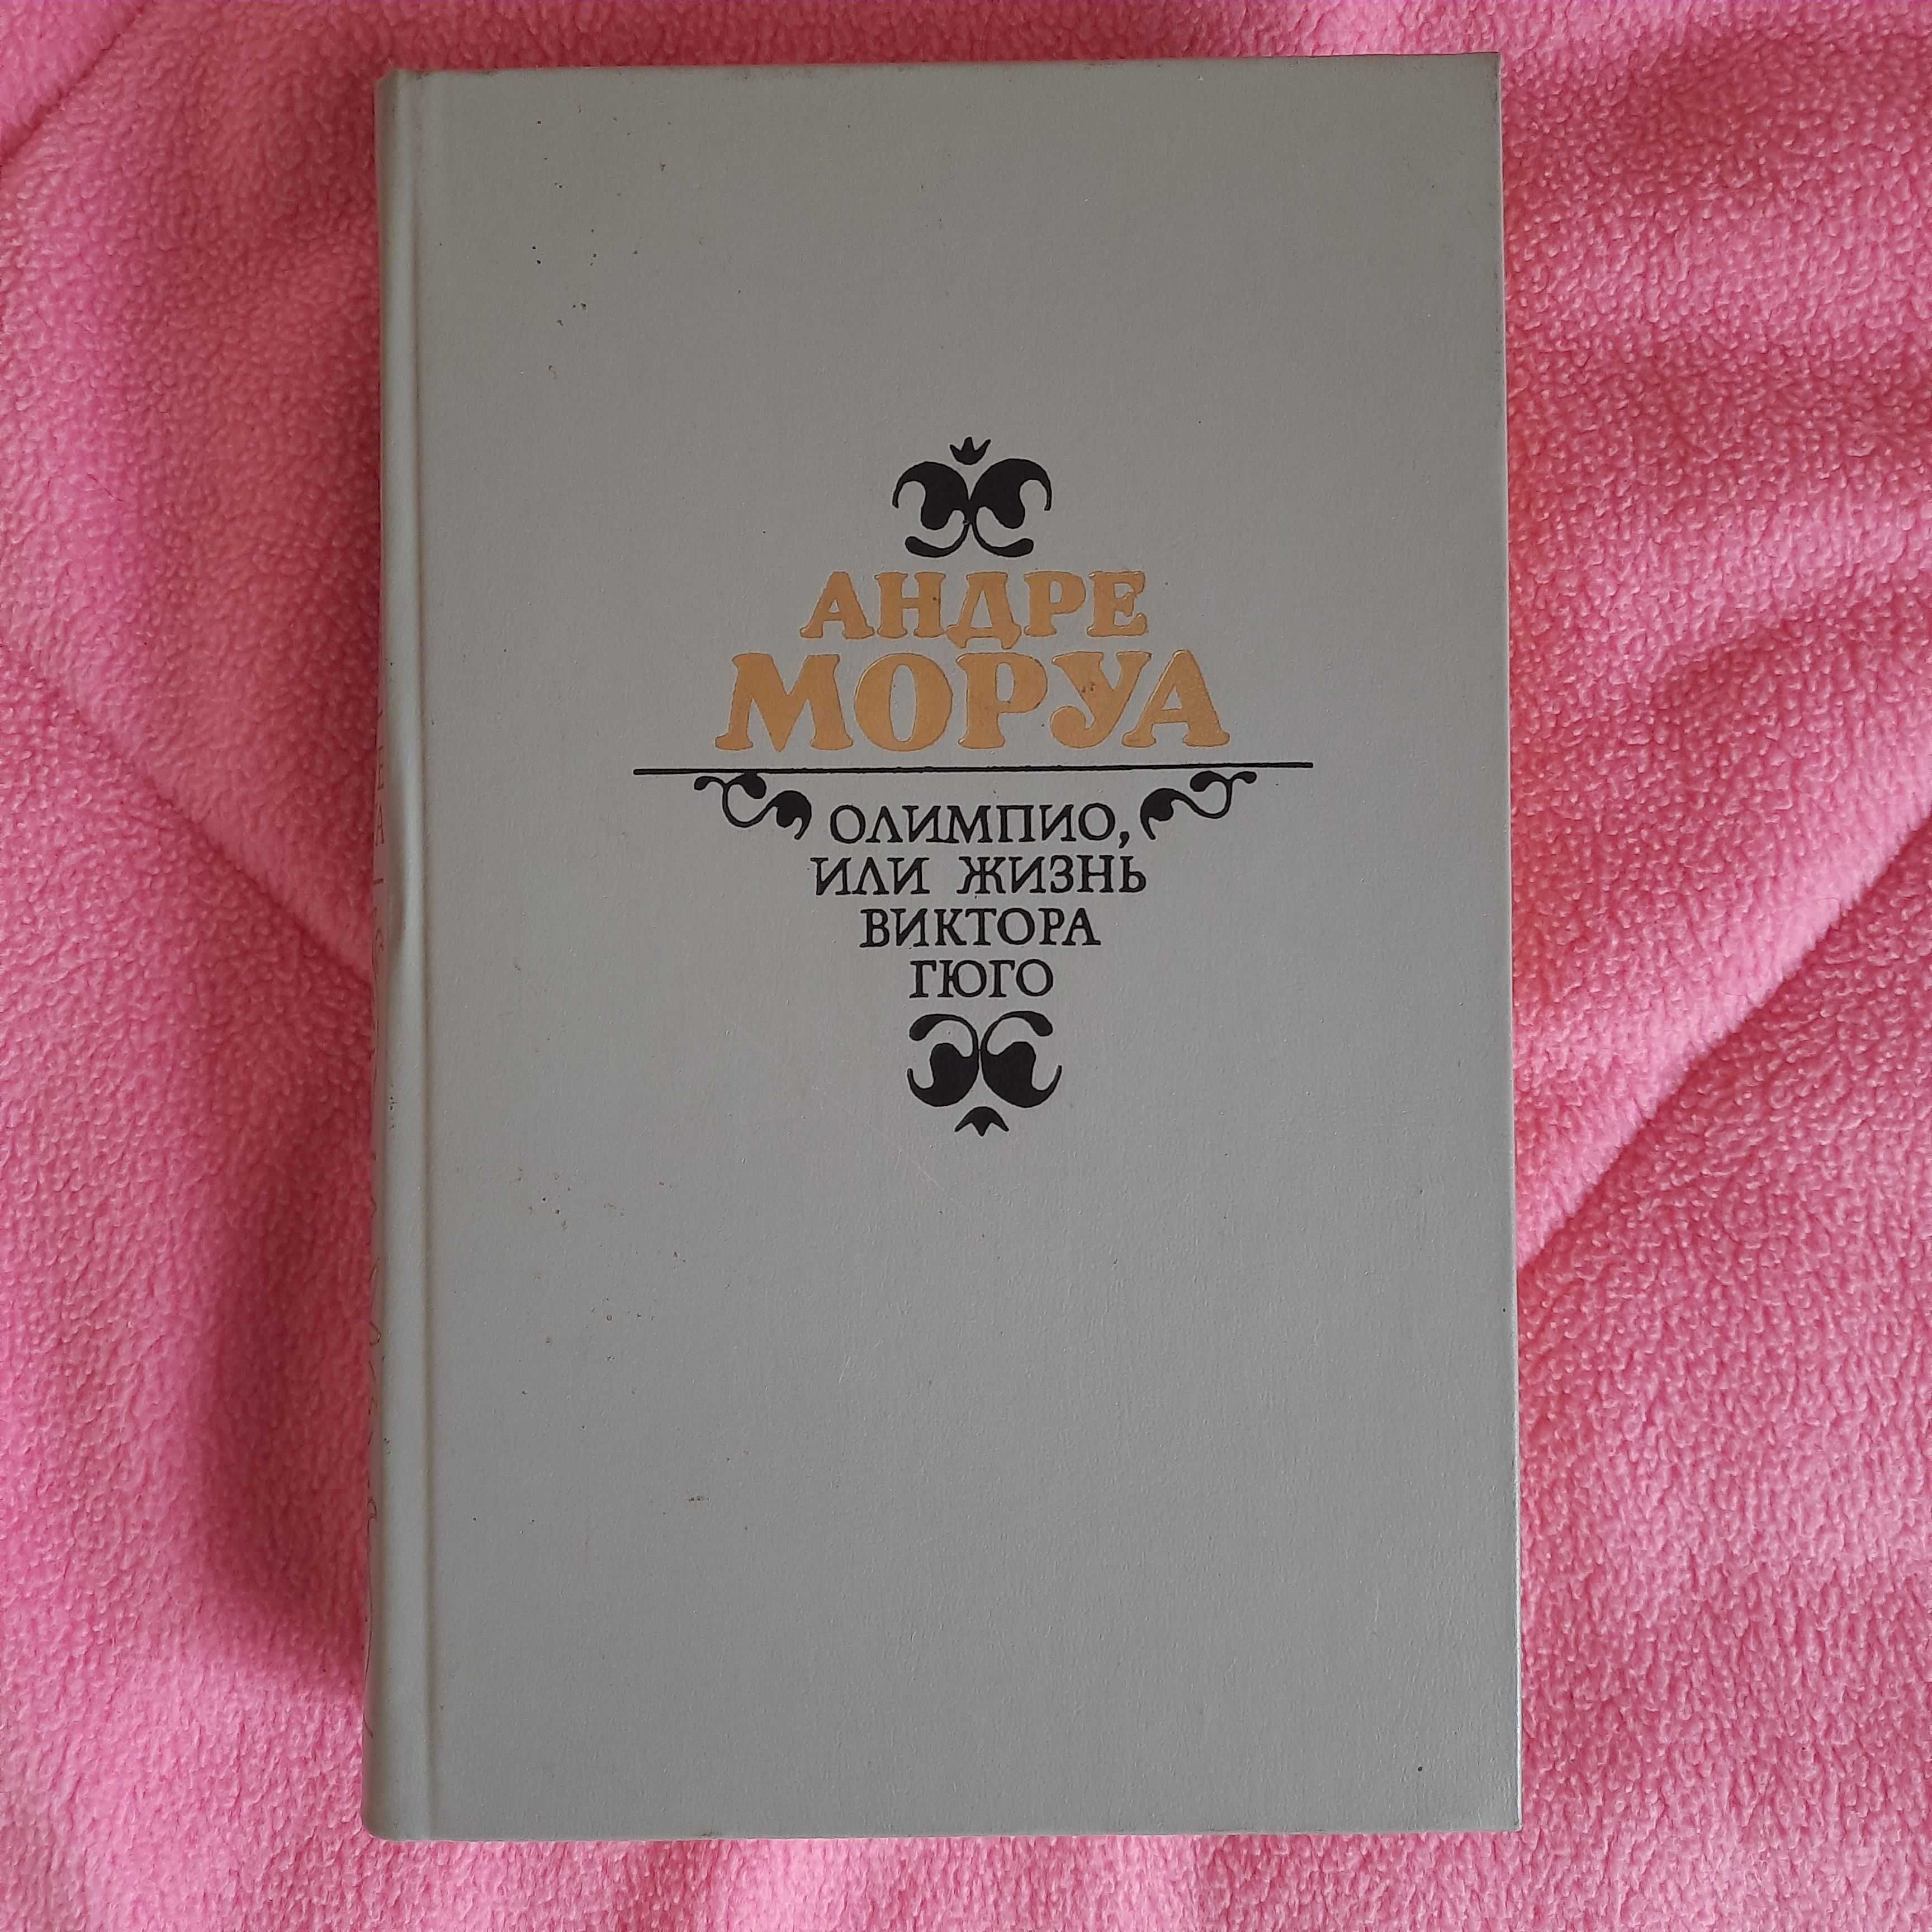 АНДРЕ
МОРУА
ОЛИМПИО,
ИЛИ ЖИЗНЬ
ВИКТОРА
ГЮГО